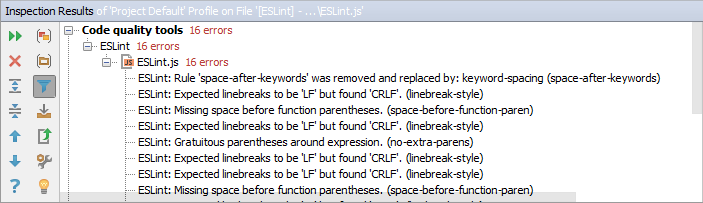 Inspection Results of 'Project Default' Profile on File '[ESLint] - ... \ESLint.js'
Code quality tools 16 errors
ESLint 16 errors
ESLint.js 16 errors
ESLint: Rule 'space-after-keywords' was removed and replaced by: keyword-spacing (space-after-keywords)
ESLint: Expected linebreaks to be 'LF' but found 'CRLF'. (linebreak-style)
ESLint: Missing space before function parentheses. (space-before-function-paren)
ESLint: Expected linebreaks to be 'LF' but found 'CRLF'. (linebreak-style)
ESLint: Gratuitous parentheses around expression. (no-extra-parens)
ESLint: Expected linebreaks to be 'LF' but found 'CRLF'. (linebreak-style)
ESLint: Expected linebreaks to be 'LF' but found 'CRLF'. (linebreak-style)
ESLint: Missing space before function parentheses. (space-before-function-paren)